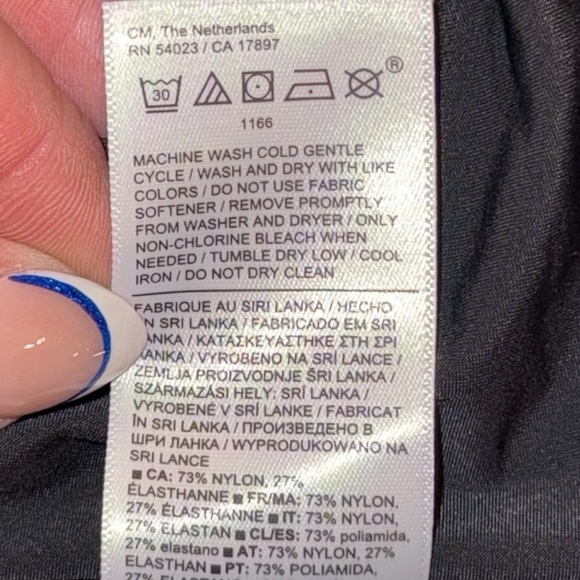 CM, The Netherlands
RN 54023 / CA 17897
30 ®
1166
MACHINE WASH COLD GENTLE
CYCLE / WASH AND DRY WITH LIKE
COLORS / DO NOT USE FABRIC
SOFTENER / REMOVE PROMPTLY
FROM WASHER AND DRYER / ONLY
NON-CHLORINE BLEACH WHEN
NEEDED / TUMBLE DRY LOW / COOL
IRON / DO NOT DRY CLEAN
FABRIQUE AU SIRI LANKA / HECHO
N SRI LANKA / FABRICADO EM SRI
ANKA / ΚΑΤΑΣΚΕΥΑΣΤΗΚΕ ΣΤΗ ΣΡΙ
ΛΑΝΚΑ / VYROBENO NA SRÍ LANCE /
ZEMLJA PROIZVODNJE ŠRI LANKA /
SZÁRMAZÁSI HELY: SRÍ LANKA /
VYROBENÉ V SRÍ LANKE / FABRICAT
ÎN SRI LANKA / ПРОИЗВЕДЕНО В
ШРИ ЛАНКА / WYPRODUKOWANO NA
SRI LANCE
■ CA: 73% NYLON, 27%
ÉLASTHANNE ■ FR/MA: 73% NYLON,
27% ÉLASTHANNE ■ IT: 73% NYLON,
27% ELASTAN ■ CL/ES: 73% poliamida,
27% elastano ■ AT: 73% NYLON, 27%
ELASTHAN ■ PT: 73% POLIAMIDA,
27% ELASTAN